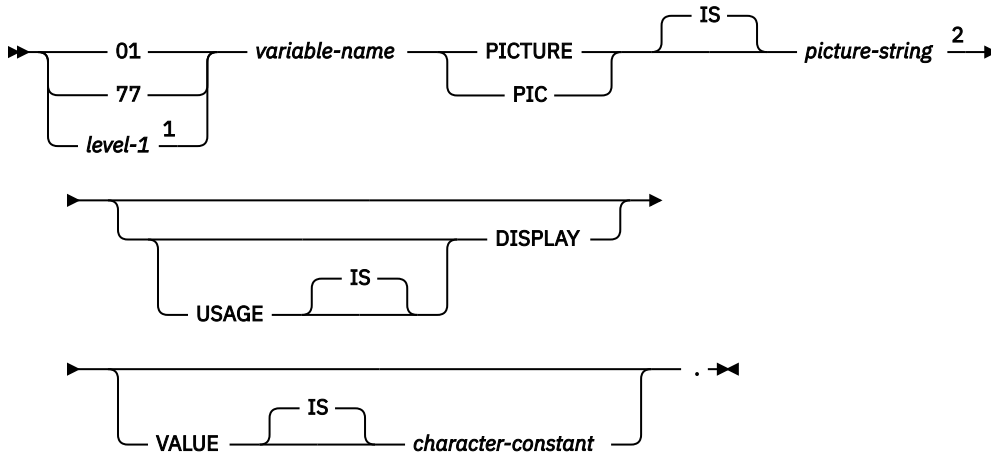 IS
01 variable-name PICTURE picture-string 2
77 PIC
level-1 1
DISPLAY
IS
USAGE
.
IS
VALUE character-constant